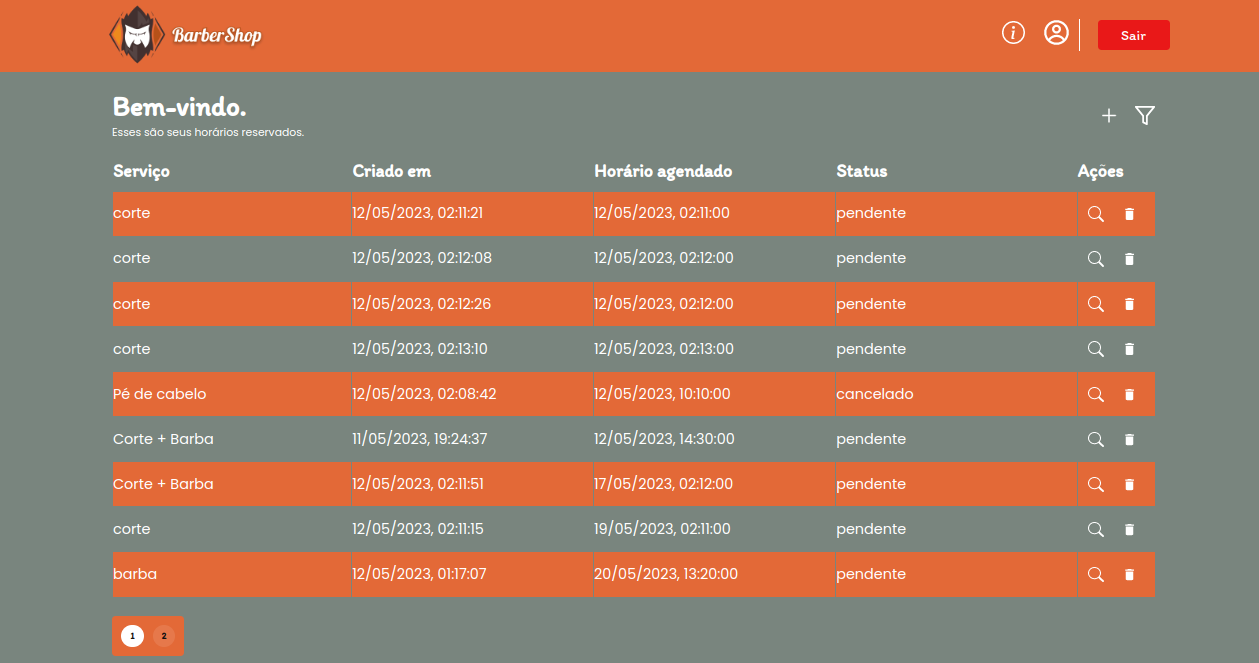 BarberShop
Sair
Bem-vindo.
Esses são seus horários reservados.
Serviço Criado em Horário agendado Status Ações
corte 12/05/2023, 02:11:21 12/05/2023, 02:11:00 pendente
corte 12/05/2023, 02:12:08 12/05/2023, 02:12:00 pendente
corte 12/05/2023, 02:12:26 12/05/2023, 02:12:00 pendente
corte 12/05/2023, 02:13:10 12/05/2023, 02:13:00 pendente
Pé de cabelo 12/05/2023, 02:08:42 12/05/2023, 10:10:00 cancelado
Corte + Barba 11/05/2023, 19:24:37 12/05/2023, 14:30:00 pendente
Corte + Barba 12/05/2023, 02:11:51 17/05/2023, 02:12:00 pendente
corte 12/05/2023, 02:11:15 19/05/2023, 02:11:00 pendente
barba 12/05/2023, 01:17:07 20/05/2023, 13:20:00 pendente
1 2